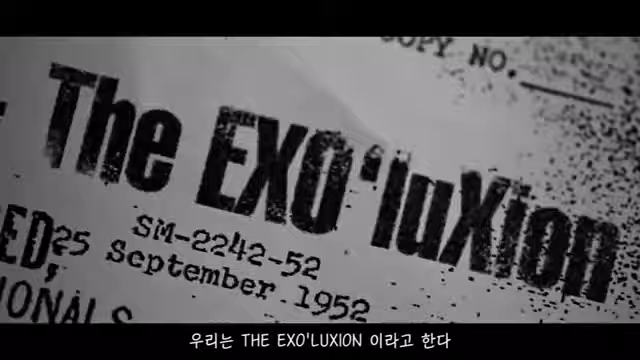 COPY NO.
The EXO'luXion
SM-2242-52
25 September 1952
ED,
IONALS
우리는 THE EXO'LUXION 이라고 한다